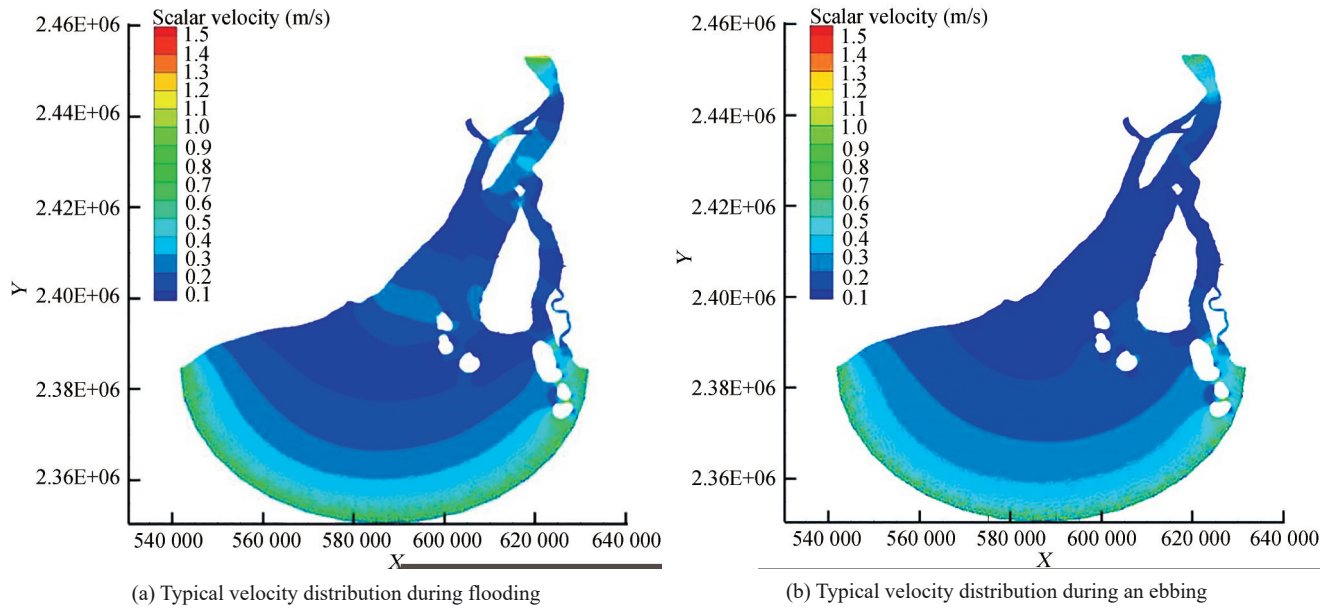 Scalar velocity (m/s)
1.5
1.4
1.3
1.2
1.1
1.0
0.9
0.8
0.7
0.6
0.5
0.4
0.3
0.2
0.1
2.46E+06
2.44E+06
2.42E+06
2.40E+06
2.38E+06
2.36E+06
Y
540 000 560 000 580 000 600 000 620 000 640 000
X
(a) Typical velocity distribution during flooding
Scalar velocity (m/s)
1.5
1.4
1.3
1.2
1.1
1.0
0.9
0.8
0.7
0.6
0.5
0.4
0.3
0.2
0.1
2.46E+06
2.44E+06
2.42E+06
2.40E+06
2.38E+06
2.36E+06
Y
540 000 560 000 580 000 600 000 620 000 640 000
X
(b) Typical velocity distribution during an ebbing